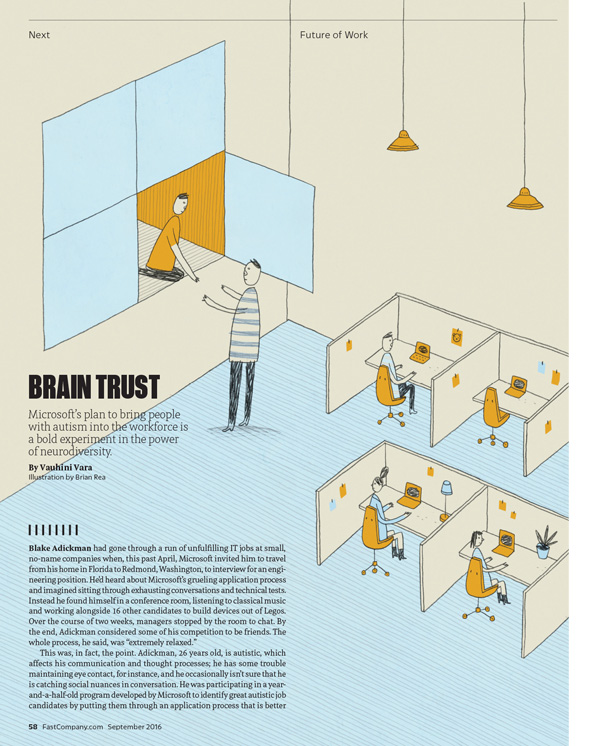 Next
Future of Work
BRAIN TRUST
Microsoft's plan to bring people
with autism into the workforce is
a bold experiment in the power
of neurodiversity.
By Vauhini Vara
Illustration by Brian Rea
Blake Adickman had gone through a run of unfulfilling IT jobs at small,
no-name companies when, this past April, Microsoft invited him to travel
from his home in Florida to Redmond, Washington, to interview for an engi-
neering position. He'd heard about Microsoft's grueling application process
and imagined sitting through exhausting conversations and technical tests.
Instead he found himself in a conference room, listening to classical music
and working alongside 16 other candidates to build devices out of Legos.
Over the course of two weeks, managers stopped by the room to chat. By
the end, Adickman considered some of his competition to be friends. The
whole process, he said, was "extremely relaxed."
This was, in fact, the point. Adickman, 26 years old, is autistic, which
affects his communication and thought processes; he has some trouble
maintaining eye contact, for instance, and he occasionally isn't sure that he
is catching social nuances in conversation. He was participating in a year-
and-a-half-old program developed by Microsoft to identify great autistic job
candidates by putting them through an application process that is better
58 FastCompany.com September 2016